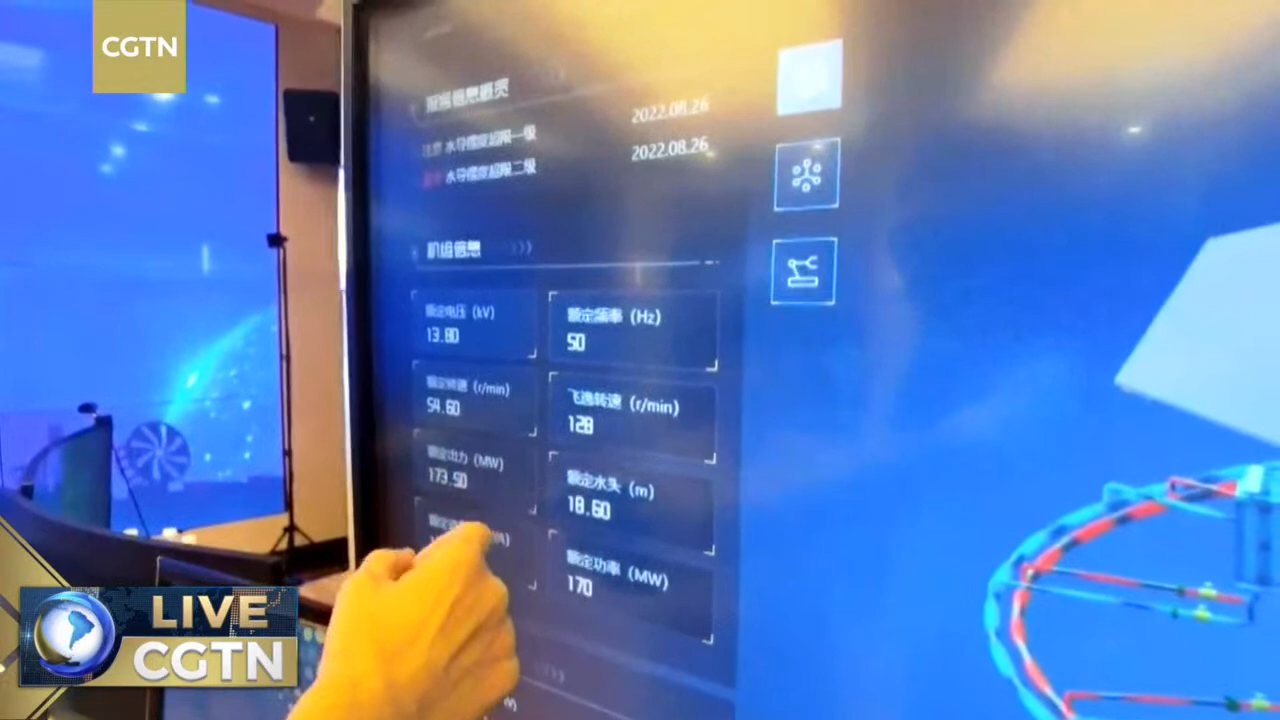 CGTN
报警信息概览
注意 水导摆度超限一级 2022.08.26
水导摆度超限二级 2022.08.26
机组信息
额定电压 (kV)
13.80
额定频率 (Hz)
50
额定转速 (r/min)
54.60
飞逸转速 (r/min)
128
额定出力 (MW)
173.50
额定水头 (m)
18.60
额定
额定功率 (MW)
170
LIVE
CGTN